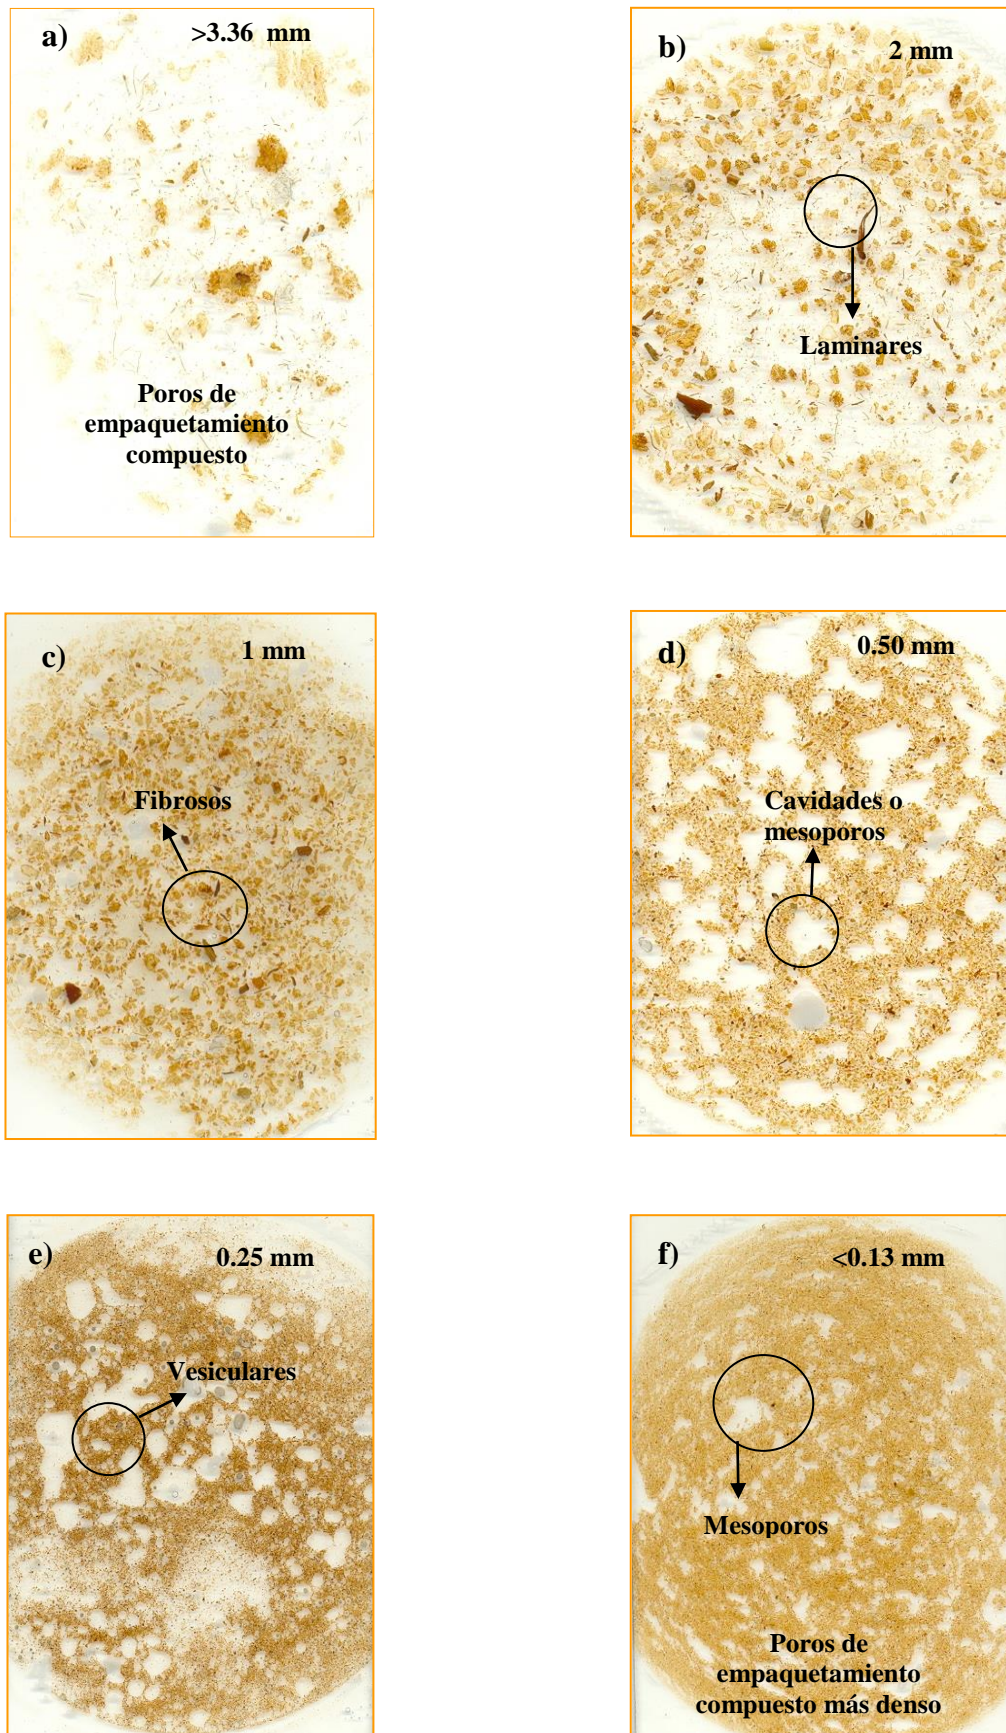 a)
>3.36 mm
Poros de
empaquetamiento
compuesto
b)
2 mm
Laminares
c)
1 mm
Fibrosos
d)
0.50 mm
Cavidades o
mesoporos
e)
0.25 mm
Vesiculares
f)
<0.13 mm
Mesoporos
Poros de
empaquetamiento
compuesto más denso